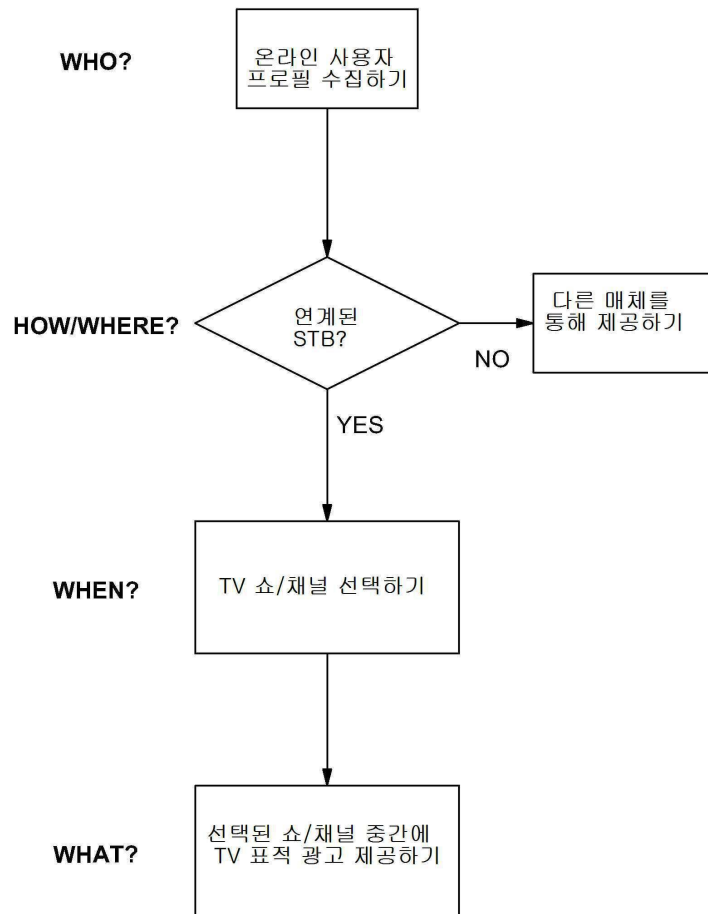 WHO?
온라인 사용자
프로필 수집하기
HOW/WHERE?
연계된
STB?
다른 매체를
통해 제공하기
NO
YES
WHEN?
TV 쇼/채널 선택하기
WHAT?
선택된 쇼/채널 중간에
TV 표적 광고 제공하기